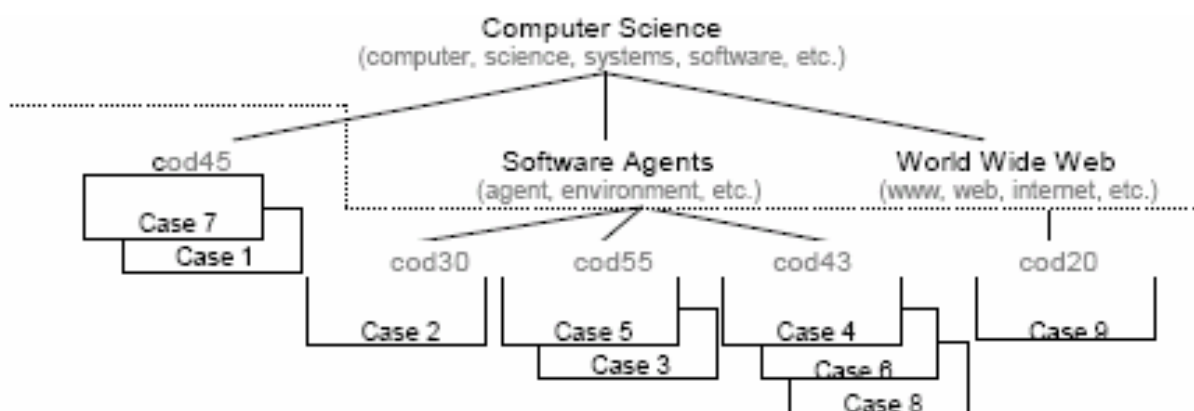 Computer Science
(computer, science, systems, software, etc.)
cod45
Software Agents
World Wide Web
(agent, environment, etc.)
(www, web, internet, etc.)
Case 7
Case 1
cod30
cod55
cod43
cod20
Case 2
Case 5
Case 4
Case 9
Case 3
Case 6
Case 8